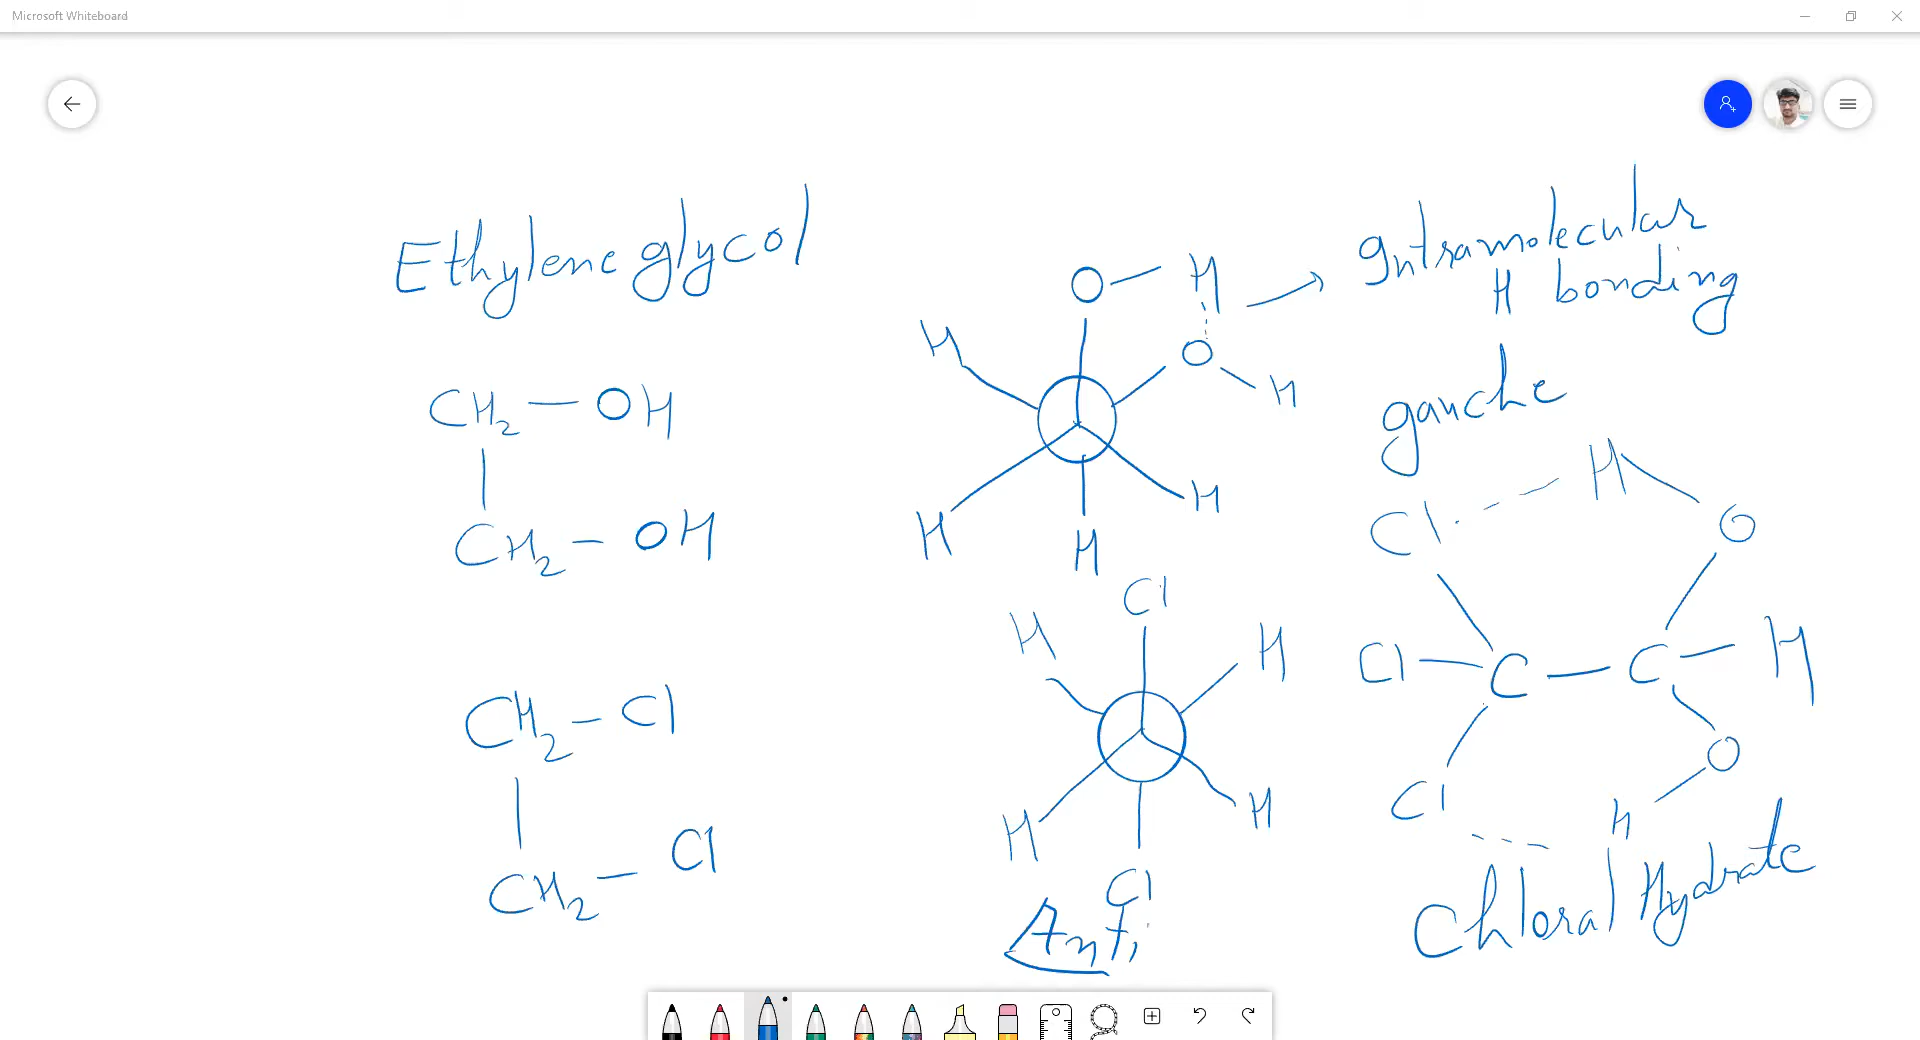 Microsoft Whiteboard
Ethylene glycol
O — H
Intramolecular
H bonding
H
O
H
CH2 — OH
gauche
H
H
H
CH2 — OH
Cl --- H
O
Cl
H
H
Cl — C — C — H
CH2 — Cl
O
H
H
Cl
H
CH2 — Cl
Cl
Anti
Chloral Hydrate